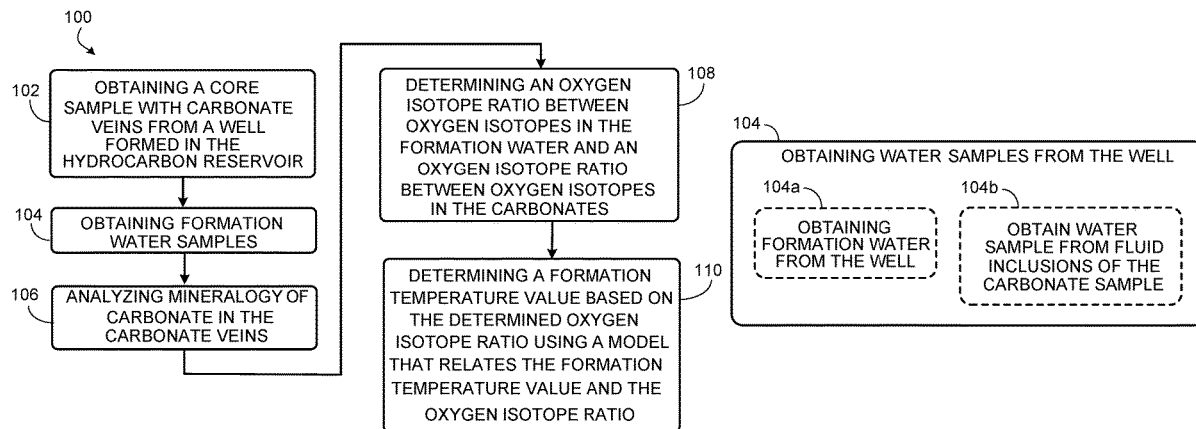 100
102
OBTAINING A CORE
SAMPLE WITH CARBONATE
VEINS FROM A WELL
FORMED IN THE
HYDROCARBON RESERVOIR
104
OBTAINING FORMATION
WATER SAMPLES
106
ANALYZING MINERALOGY OF
CARBONATE IN THE
CARBONATE VEINS
108
DETERMINING AN OXYGEN
ISOTOPE RATIO BETWEEN
OXYGEN ISOTOPES IN THE
FORMATION WATER AND AN
OXYGEN ISOTOPE RATIO
BETWEEN OXYGEN ISOTOPES
IN THE CARBONATES
110
DETERMINING A FORMATION
TEMPERATURE VALUE BASED ON
THE DETERMINED OXYGEN
ISOTOPE RATIO USING A MODEL
THAT RELATES THE FORMATION
TEMPERATURE VALUE AND THE
OXYGEN ISOTOPE RATIO
104
OBTAINING WATER SAMPLES FROM THE WELL
104a
OBTAINING
FORMATION WATER
FROM THE WELL
104b
OBTAIN WATER
SAMPLE FROM FLUID
INCLUSIONS OF THE
CARBONATE SAMPLE